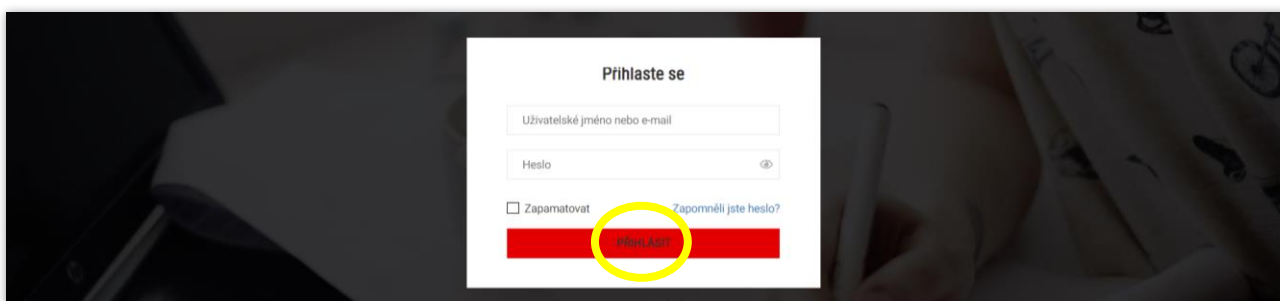 Přihlaste se
Uživatelské jméno nebo e-mail
Heslo
Zapamatovat Zapomněli jste heslo?
PŘIHLÁSIT